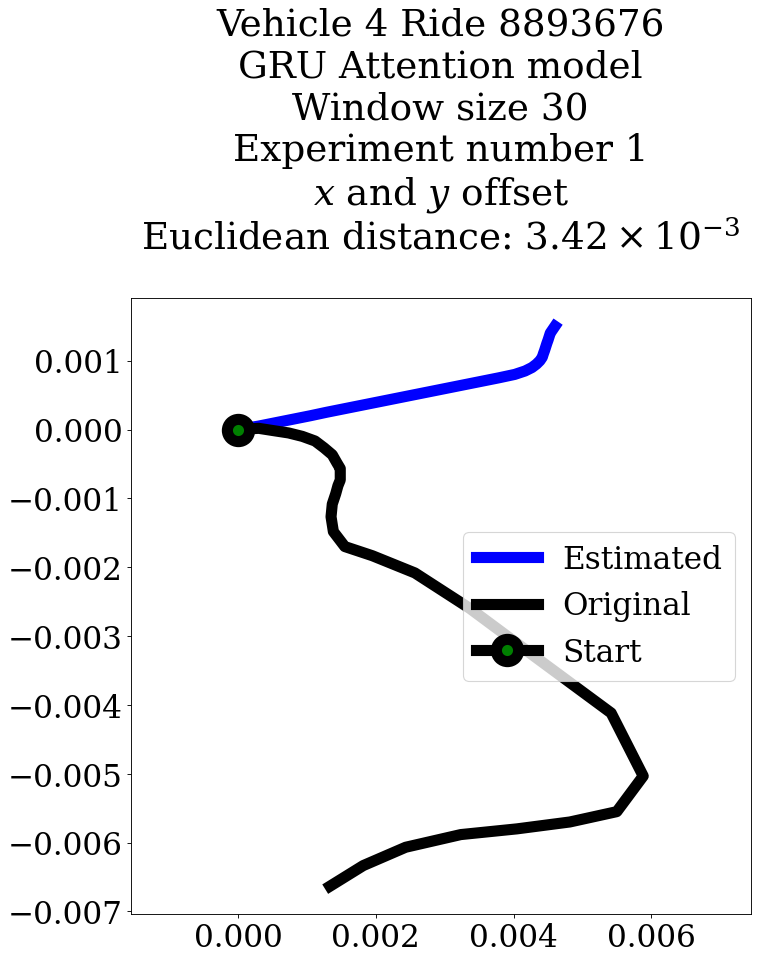 Vehicle 4 Ride 8893676
GRU Attention model
Window size 30
Experiment number 1
x and y offset
Euclidean distance: 3.42 × 10⁻³
0.001
0.000
−0.001
−0.002
−0.003
−0.004
−0.005
−0.006
−0.007
Estimated
Original
Start
0.000 0.002 0.004 0.006